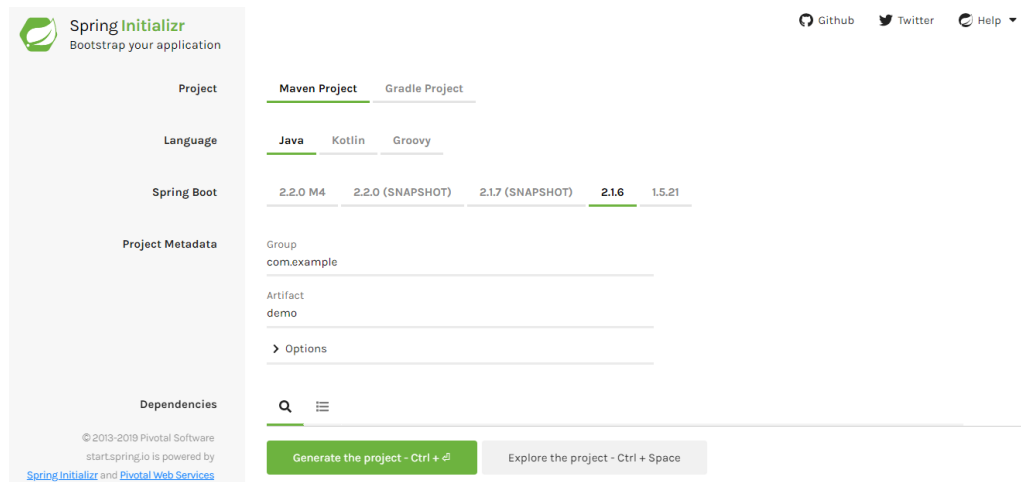 Spring Initializr
Bootstrap your application
Github Twitter Help
Project
Maven Project Gradle Project
Language
Java Kotlin Groovy
Spring Boot
2.2.0 M4 2.2.0 (SNAPSHOT) 2.1.7 (SNAPSHOT) 2.1.6 1.5.21
Project Metadata
Group
com.example
Artifact
demo
Options
Dependencies
© 2013-2019 Pivotal Software
start.spring.io is powered by
Spring Initializr and Pivotal Web Services
Generate the project - Ctrl + ⏎
Explore the project - Ctrl + Space